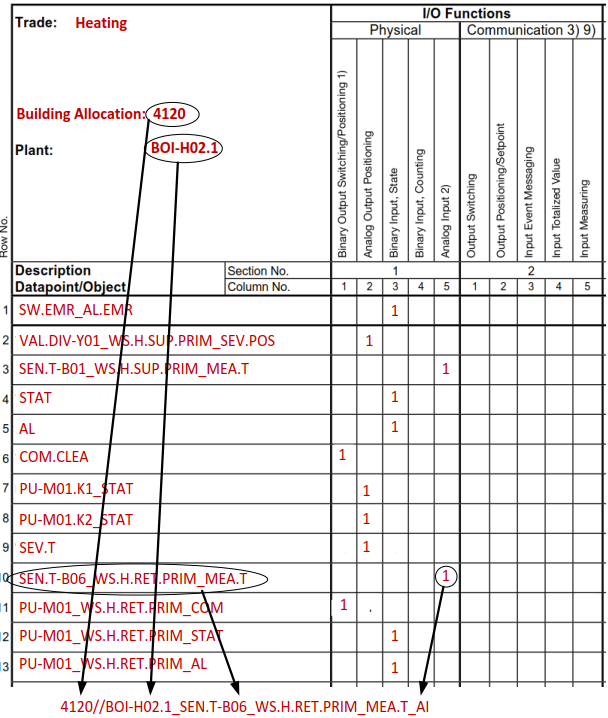 I/O Functions
Trade: Heating
Physical
Communication 3) 9)
Building Allocation: 4120
Plant: BOI-H02.1
Row No.
Binary Output Switching/Positioning 1)
Analog Output Positioning
Binary Input, State
Binary Input, Counting
Analog Input 2)
Output Switching
Output Positioning/Setpoint
Input Event Messaging
Input Totalized Value
Input Measuring
Description Section No. 1 2
Datapoint/Object Column No. 1 2 3 4 5 1 2 3 4 5
1 SW.EMR_AL.EMR 1
2 VAL.DIV-Y01_WS.H.SUP.PRIM_SEV.POS 1
3 SEN.T-B01_WS.H.SUP.PRIM_MEA.T 1
4 STAT 1
5 AL 1
6 COM.CLEA 1
7 PU-M01.K1_STAT 1
8 PU-M01.K2_STAT 1
9 SEV.T 1
10 SEN.T-B06_WS.H.RET.PRIM_MEA.T 1
11 PU-M01_WS.H.RET.PRIM_COM 1
12 PU-M01_WS.H.RET.PRIM_STAT 1
13 PU-M01_WS.H.RET.PRIM_AL 1
4120//BOI-H02.1_SEN.T-B06_WS.H.RET.PRIM_MEA.T_AI